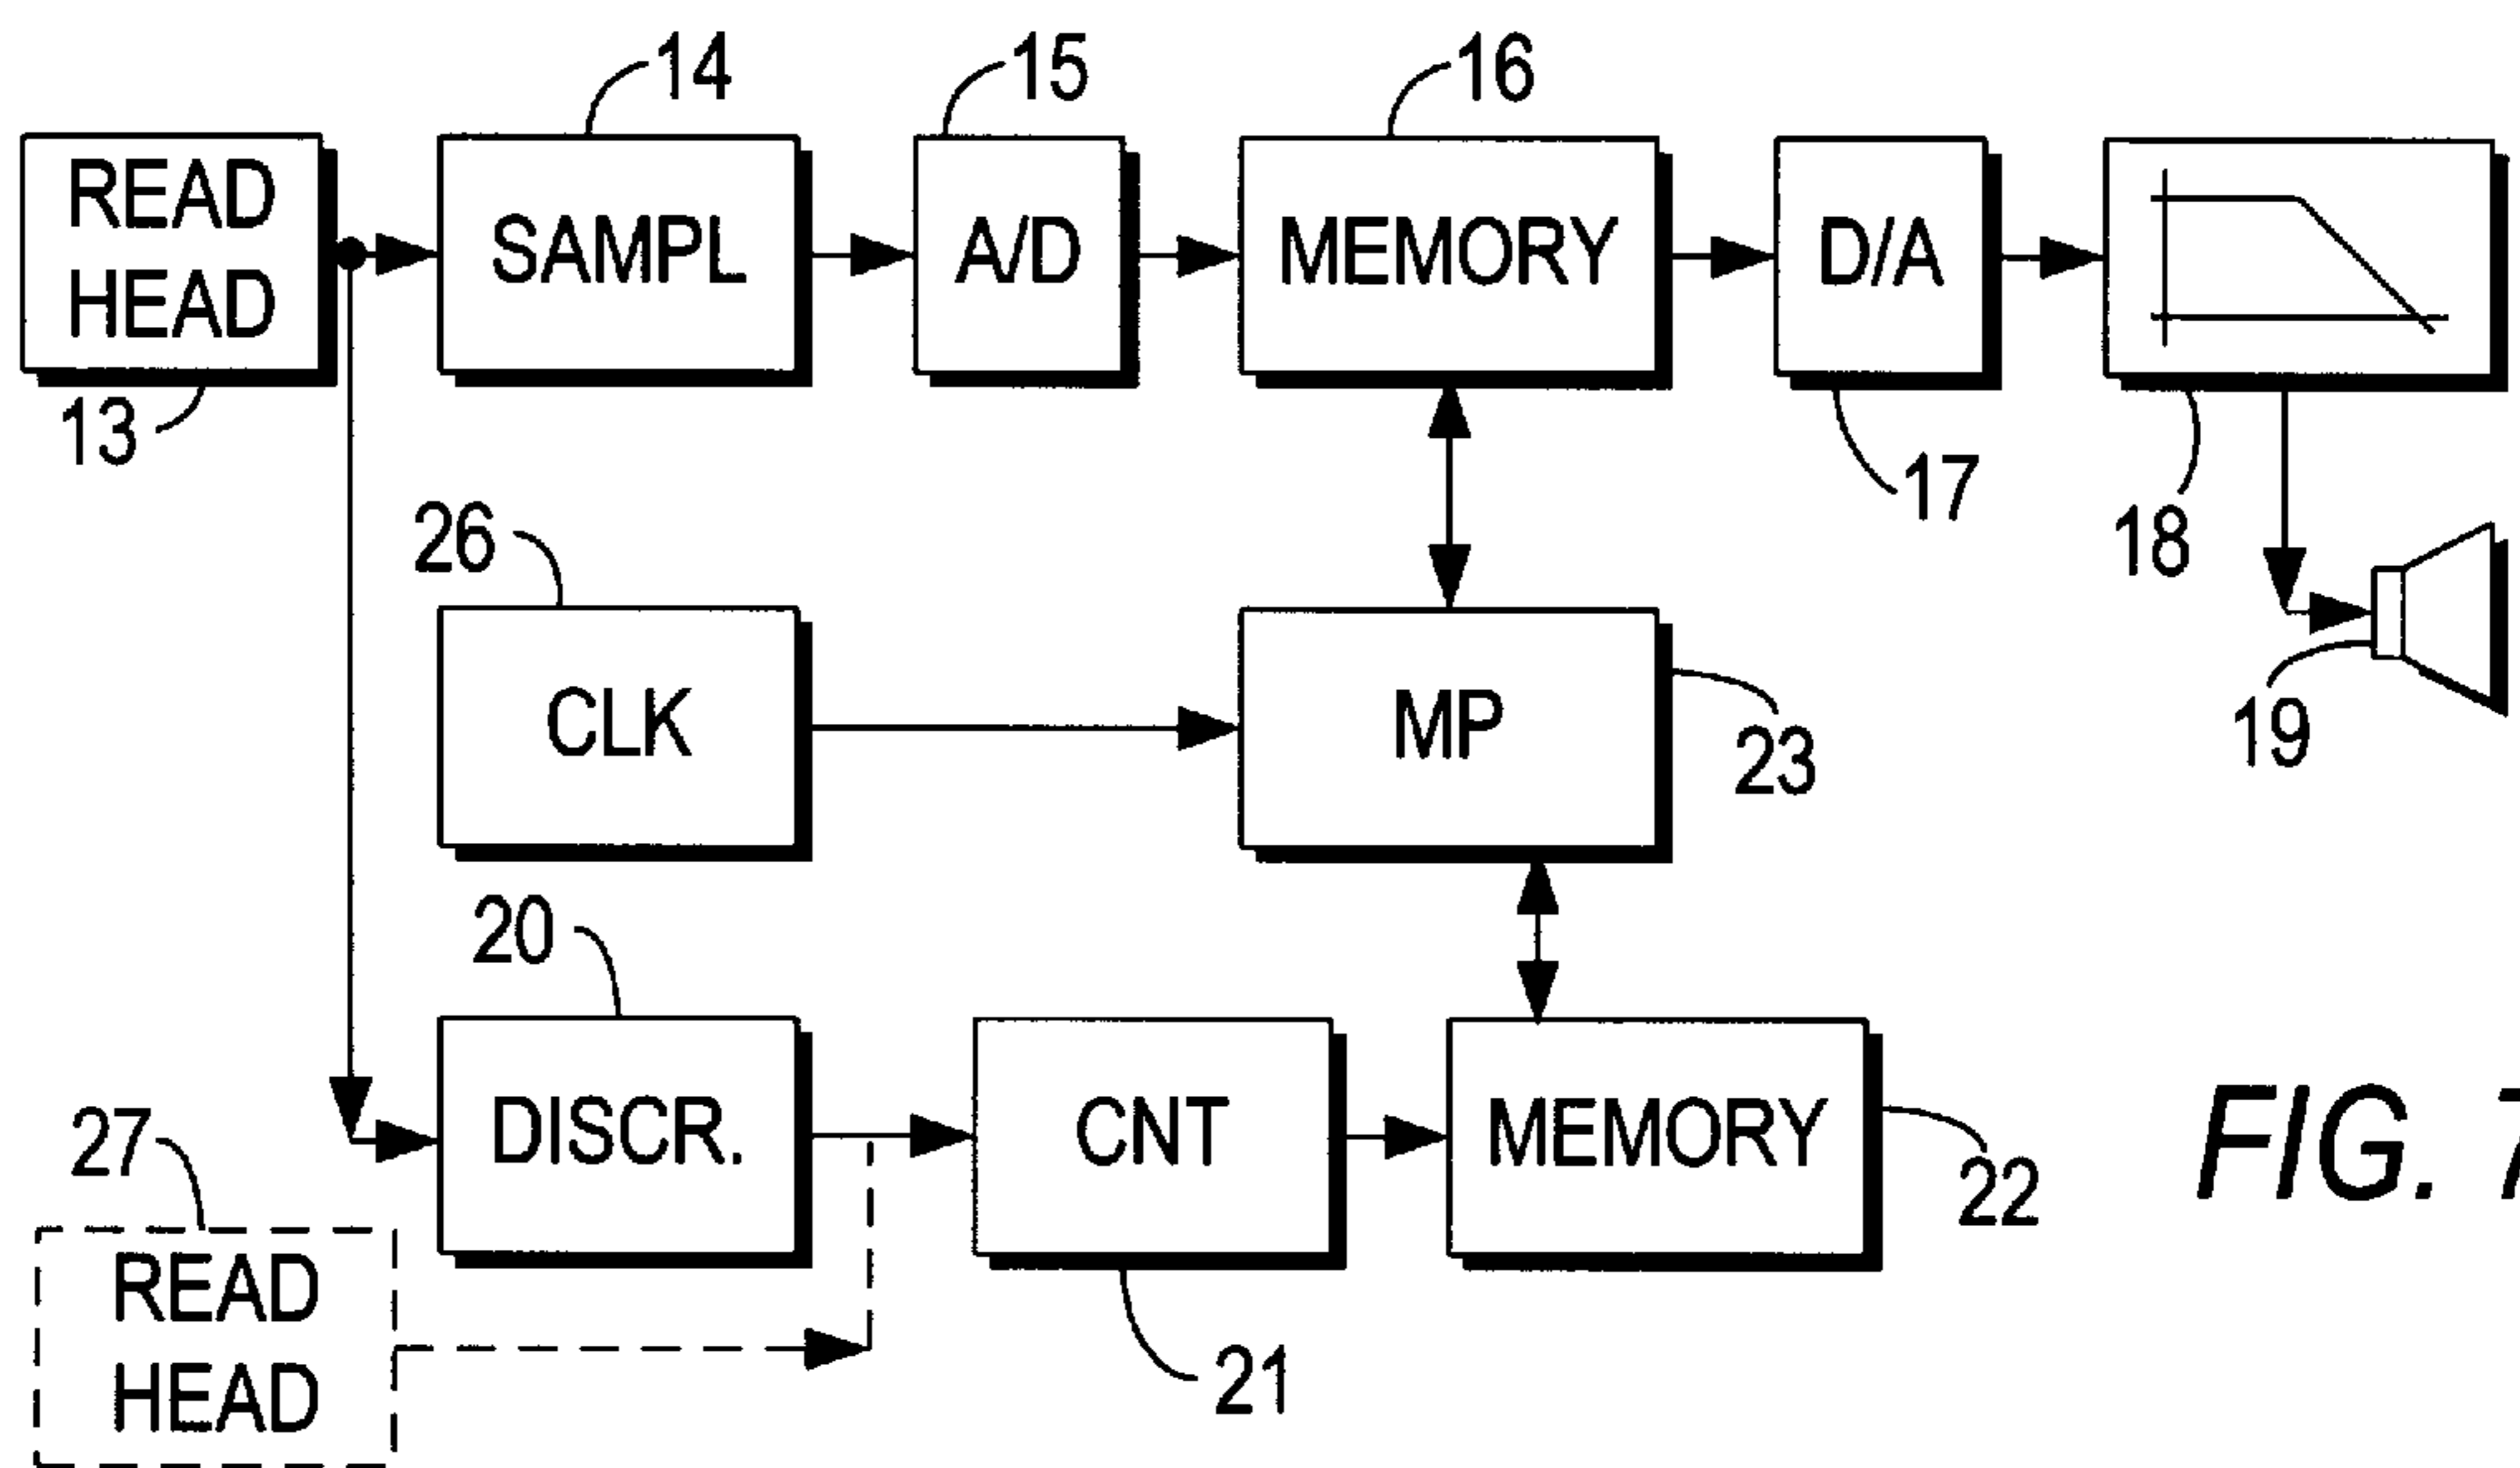 14
15
16
READ
HEAD
SAMPL
A/D
MEMORY
D/A
13
17
18
26
CLK
MP
23
19
20
27
DISCR.
CNT
MEMORY
22
FIG.
READ
HEAD
21